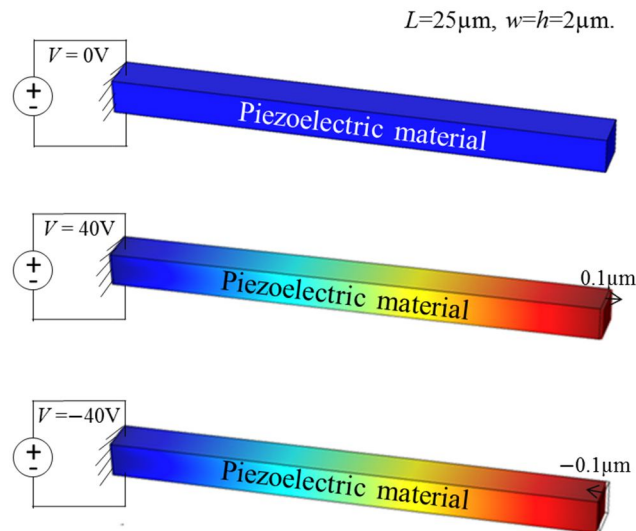 L=25µm, w=h=2µm.
V = 0V
+
-
Piezoelectric material
V = 40V
+
-
Piezoelectric material
0.1µm
V =−40V
+
-
Piezoelectric material
−0.1µm